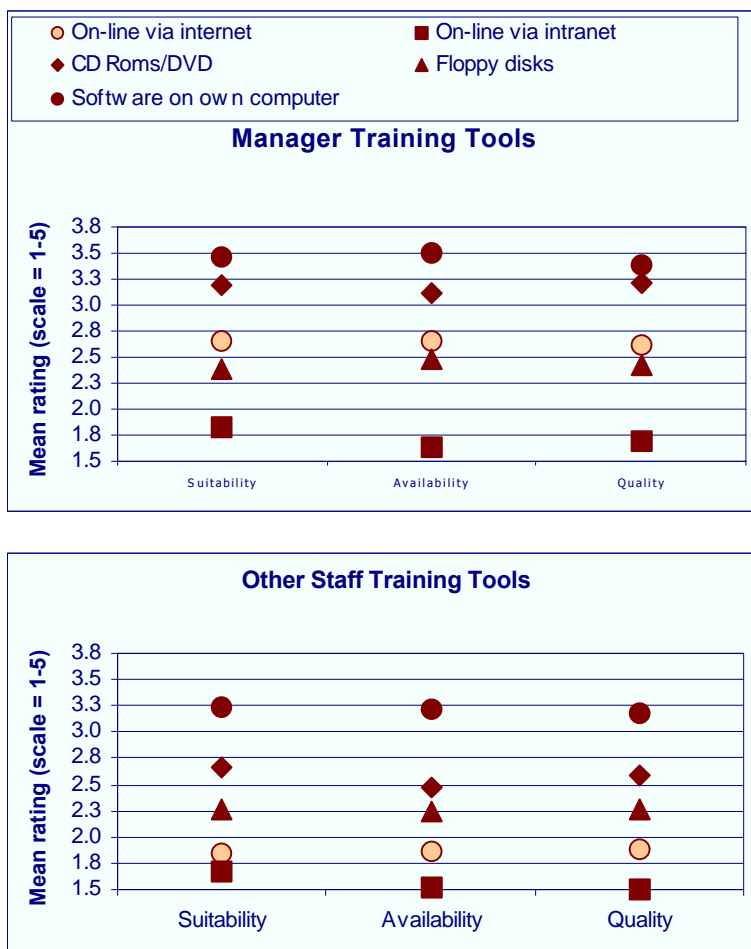 On-line via internet
On-line via intranet
CD Roms/DVD
Floppy disks
Software on own computer
Manager Training Tools
Mean rating (scale = 1-5)
3.8
3.5
3.3
3.0
2.8
2.5
2.3
2.0
1.8
1.5
Suitability Availability Quality
Other Staff Training Tools
Mean rating (scale = 1-5)
3.8
3.5
3.3
3.0
2.8
2.5
2.3
2.0
1.8
1.5
Suitability Availability Quality